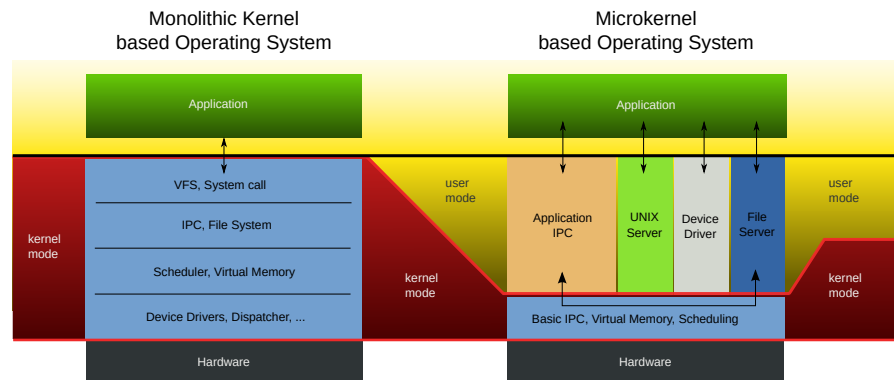 Monolithic Kernel
based Operating System
Microkernel
based Operating System
Application
Application
VFS, System call
IPC, File System
Scheduler, Virtual Memory
Device Drivers, Dispatcher, ...
Hardware
kernel
mode
user
mode
kernel
mode
Application
IPC
UNIX
Server
Device
Driver
File
Server
Basic IPC, Virtual Memory, Scheduling
Hardware
user
mode
kernel
mode